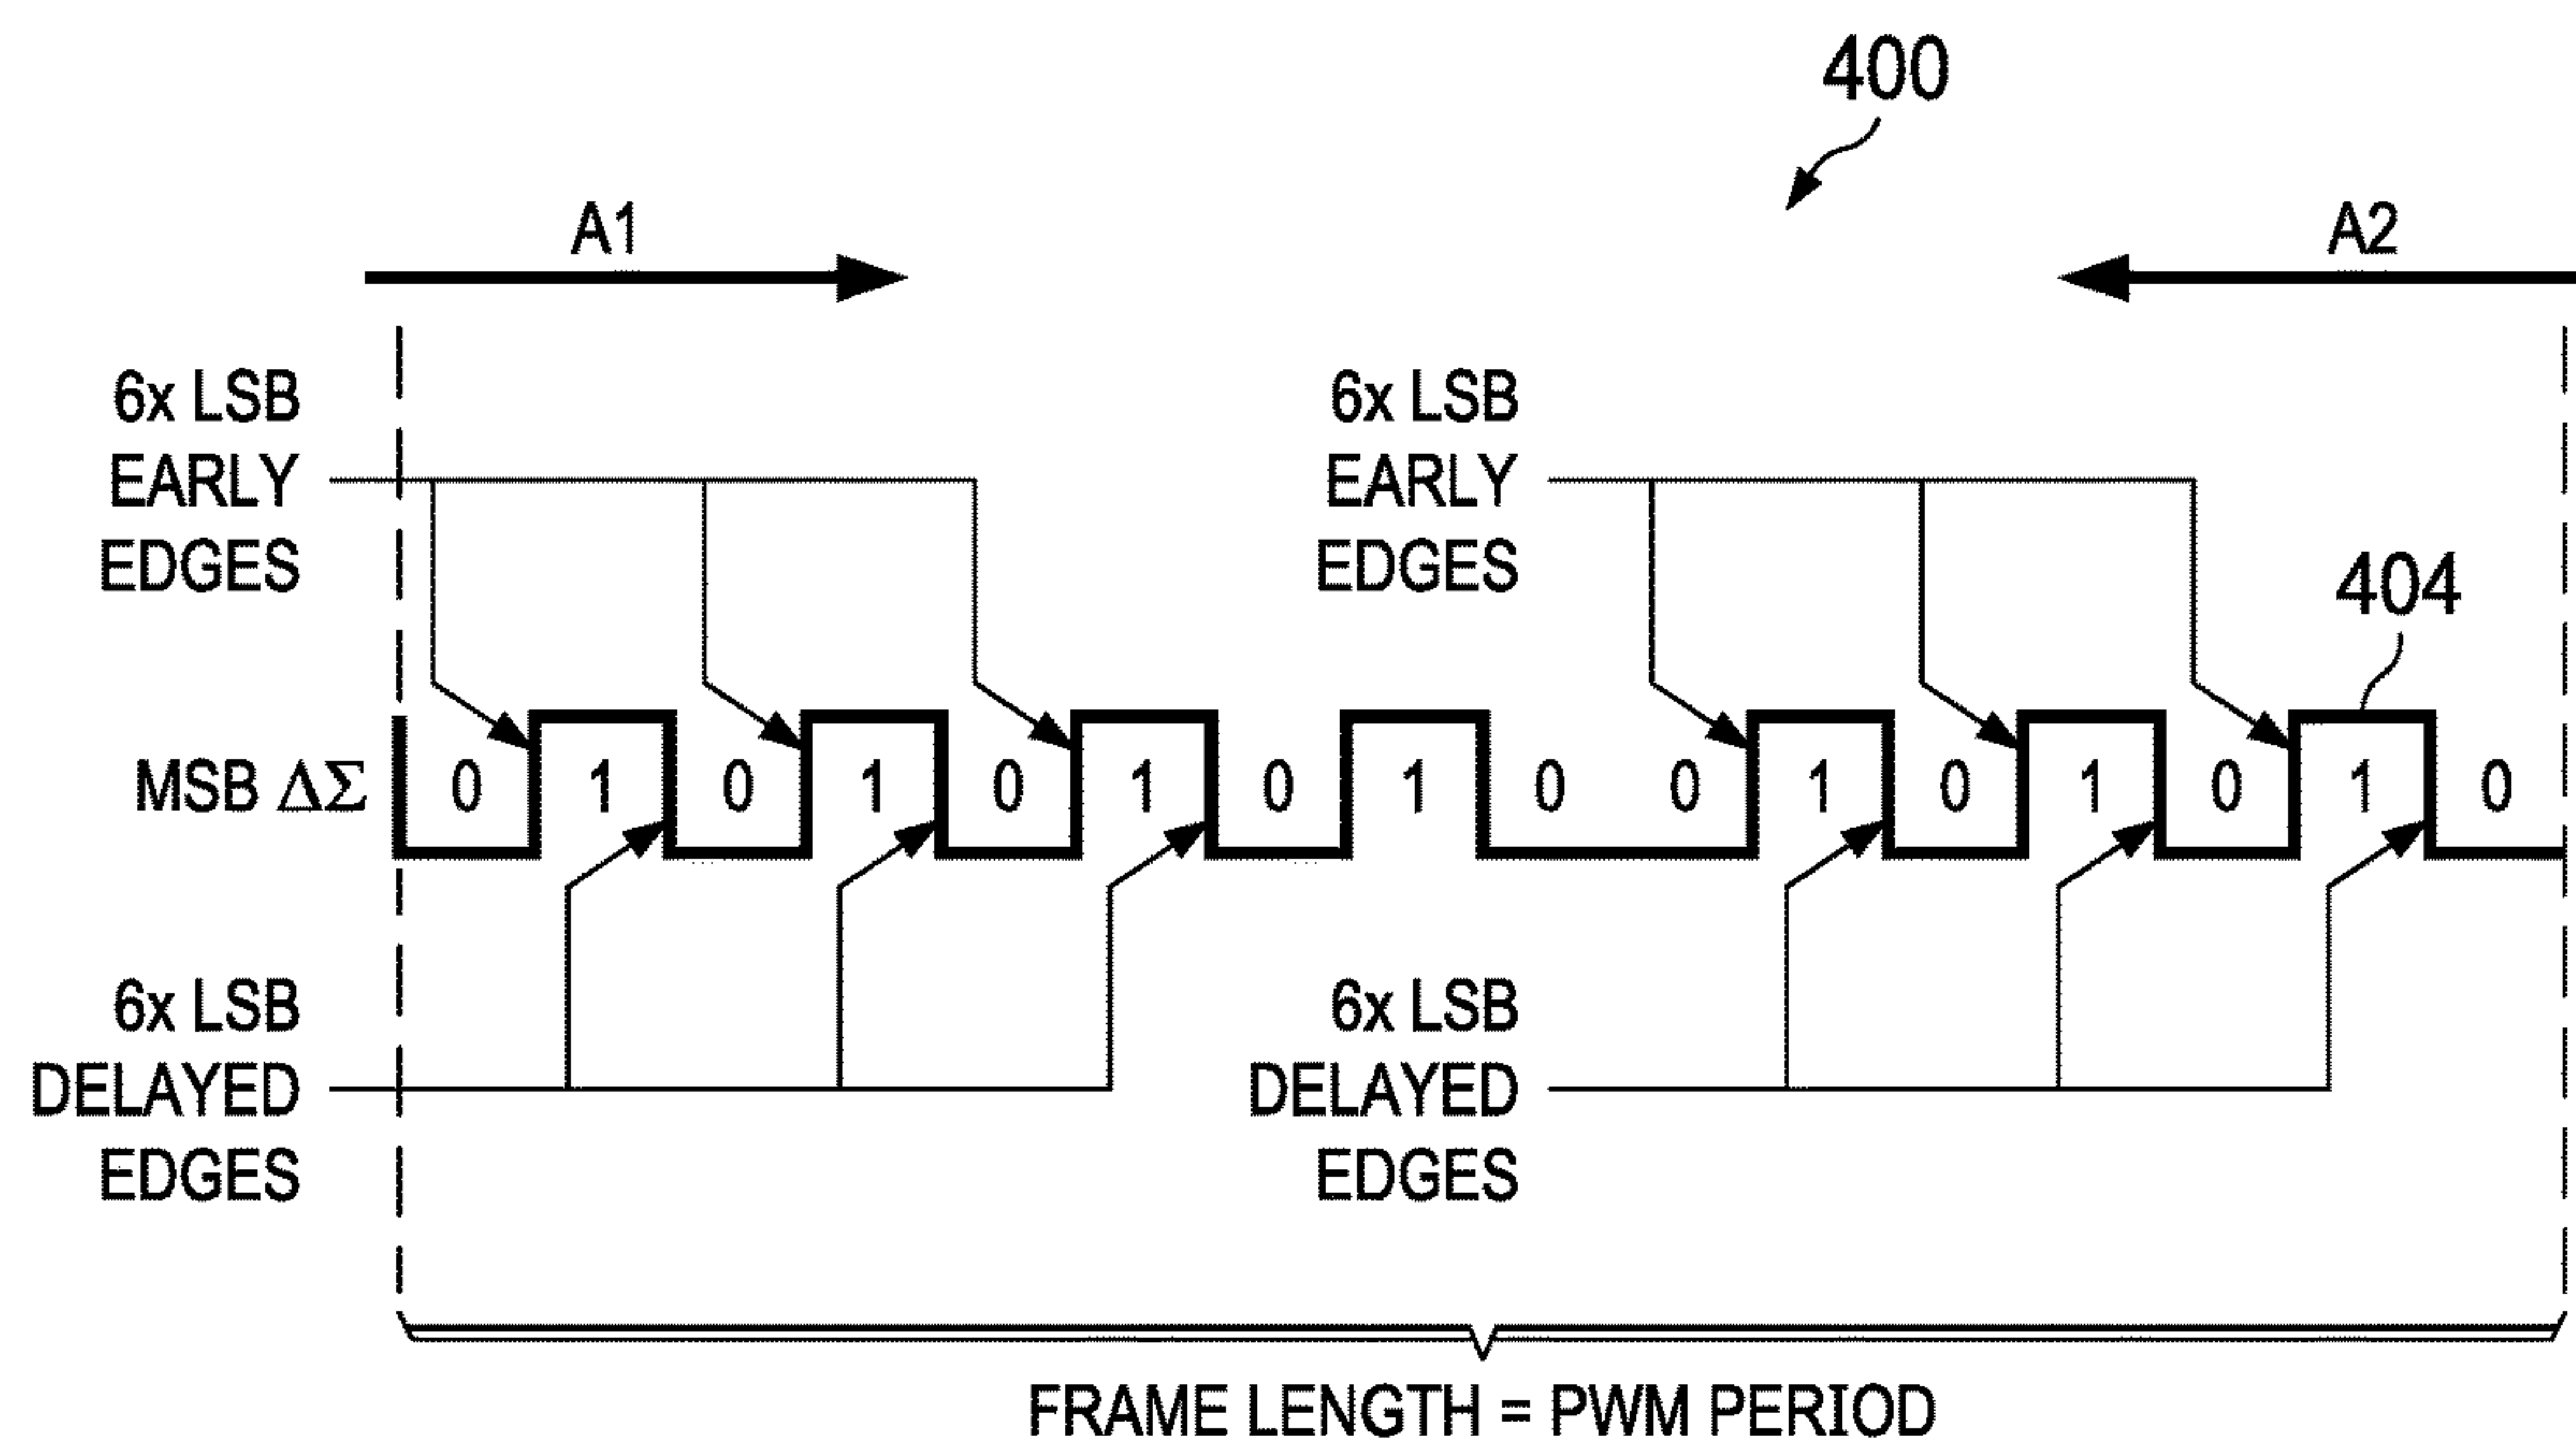 400
A1
A2
6x LSB
EARLY
EDGES
6x LSB
EARLY
EDGES
404
MSB ΔΣ 0 1 0 1 0 1 0 1 0 0 1 0 1 0 1 0
6x LSB
DELAYED
EDGES
6x LSB
DELAYED
EDGES
FRAME LENGTH = PWM PERIOD